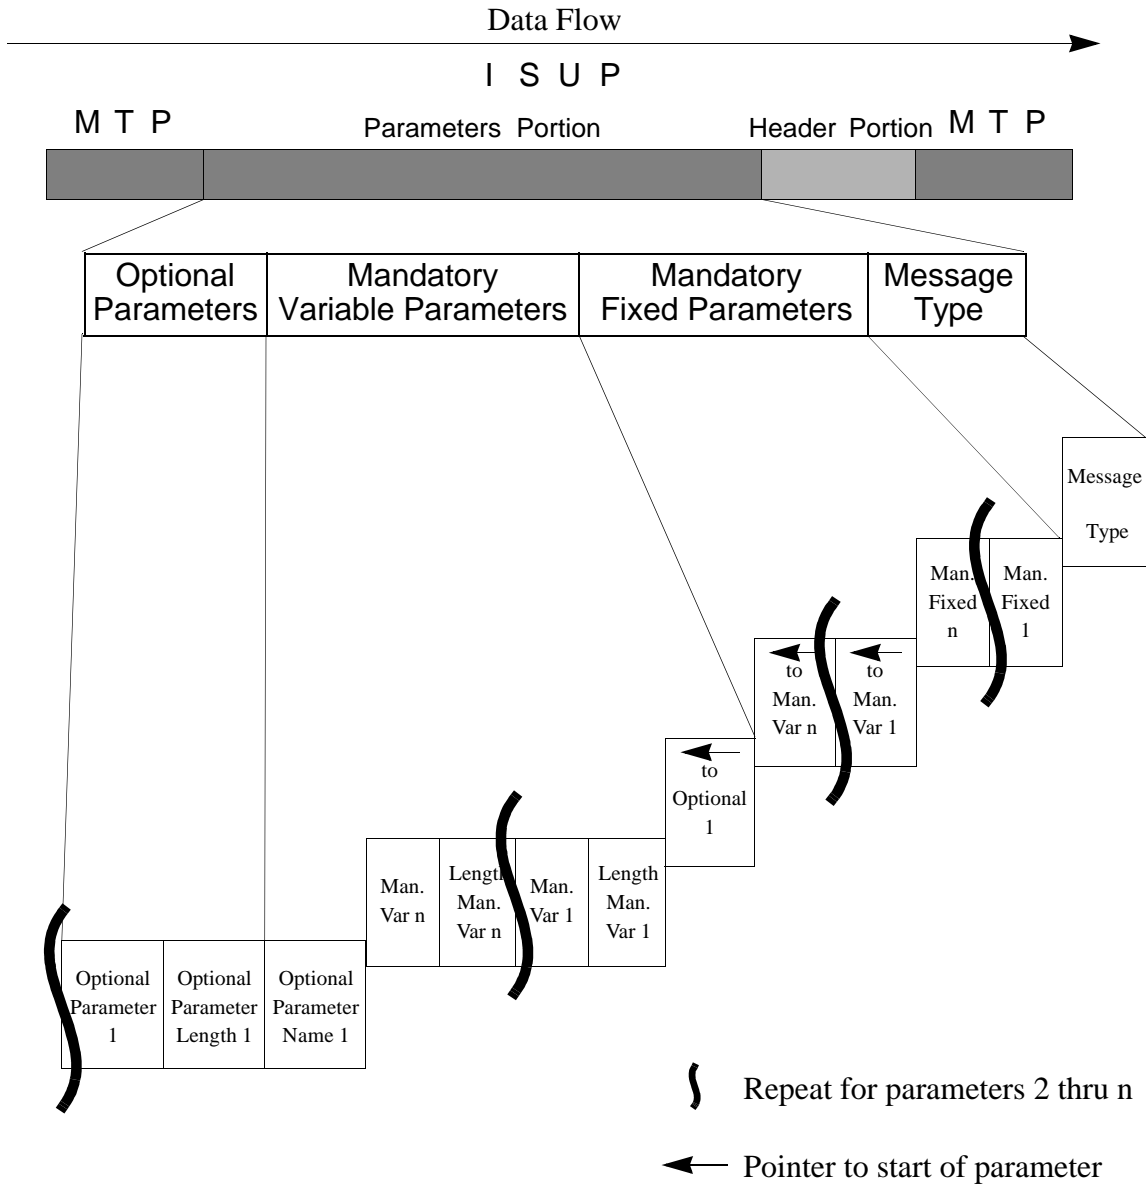 Data Flow
I S U P
M T P
Parameters Portion
Header Portion
M T P
Optional
Parameters
Mandatory
Variable Parameters
Mandatory
Fixed Parameters
Message
Type
Message
Type
Man.
Fixed
n
Man.
Fixed
1
to
Man.
Var n
to
Man.
Var 1
to
Optional
1
Man.
Var n
Length
Man.
Var n
Man.
Var 1
Length
Man.
Var 1
Optional
Parameter
1
Optional
Parameter
Length 1
Optional
Parameter
Name 1
Repeat for parameters 2 thru n
Pointer to start of parameter